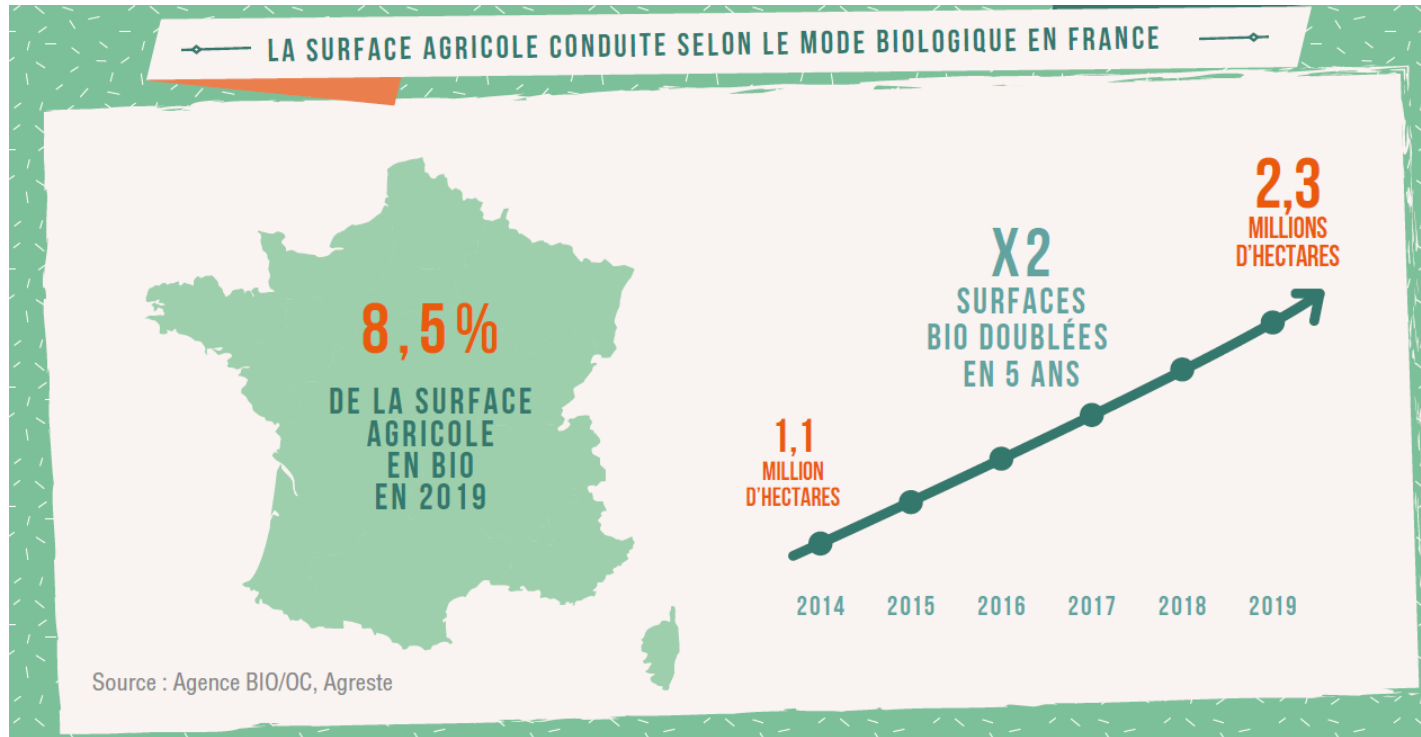 LA SURFACE AGRICOLE CONDUITE SELON LE MODE BIOLOGIQUE EN FRANCE
8,5%
DE LA SURFACE
AGRICOLE
EN BIO
EN 2019
1,1
MILLION
D'HECTARES
X2
SURFACES
BIO DOUBLÉES
EN 5 ANS
2,3
MILLIONS
D'HECTARES
2014 2015 2016 2017 2018 2019
Source : Agence BIO/OC, Agreste